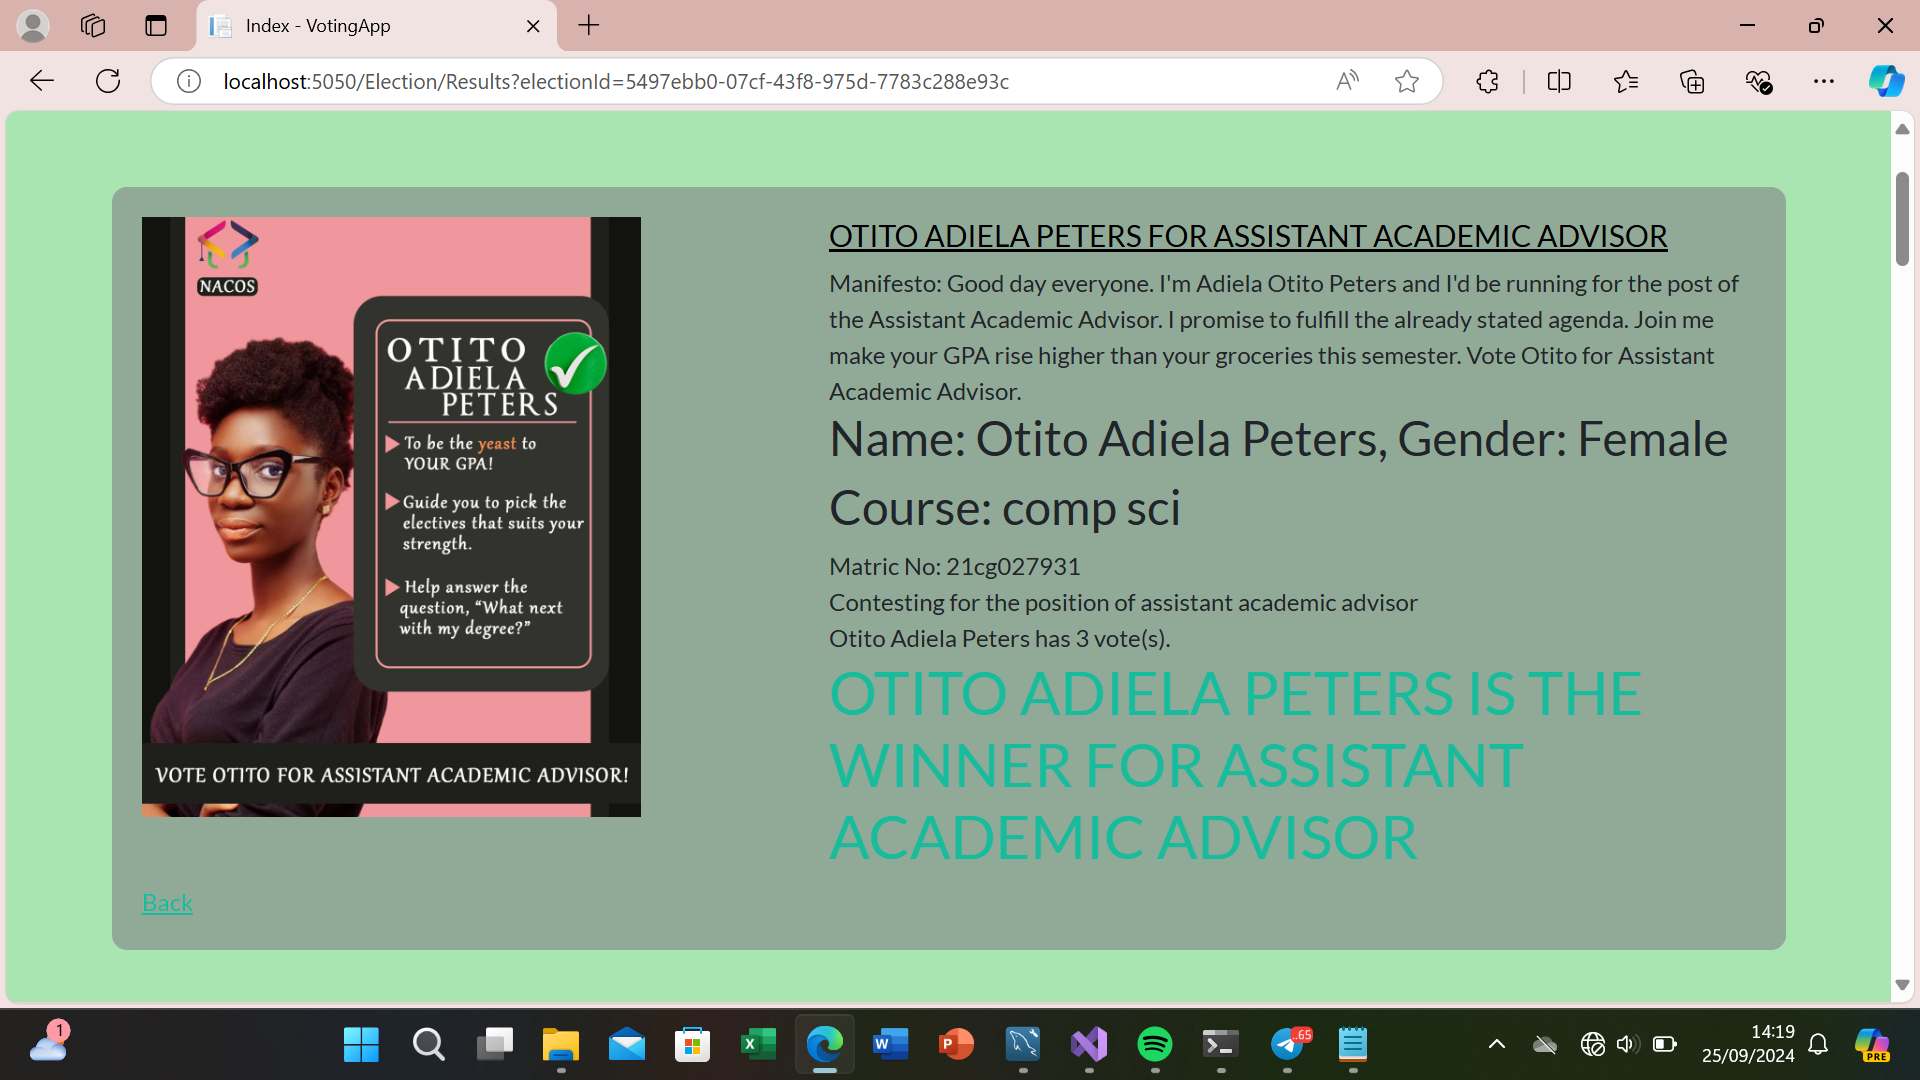 Index - VotingApp
localhost:5050/Election/Results?electionId=5497ebb0-07cf-43f8-975d-7783c288e93c
NACOS
OTITO
ADIELA
PETERS
To be the yeast to
YOUR GPA!
Guide you to pick the
electives that suits your
strength.
Help answer the
question, “What next
with my degree?”
VOTE OTITO FOR ASSISTANT ACADEMIC ADVISOR!
OTITO ADIELA PETERS FOR ASSISTANT ACADEMIC ADVISOR
Manifesto: Good day everyone. I'm Adiela Otito Peters and I'd be running for the post of
the Assistant Academic Advisor. I promise to fulfill the already stated agenda. Join me
make your GPA rise higher than your groceries this semester. Vote Otito for Assistant
Academic Advisor.
Name: Otito Adiela Peters, Gender: Female
Course: comp sci
Matric No: 21cg027931
Contesting for the position of assistant academic advisor
Otito Adiela Peters has 3 vote(s).
OTITO ADIELA PETERS IS THE
WINNER FOR ASSISTANT
ACADEMIC ADVISOR
Back
1
65
14:19
25/09/2024
PRE